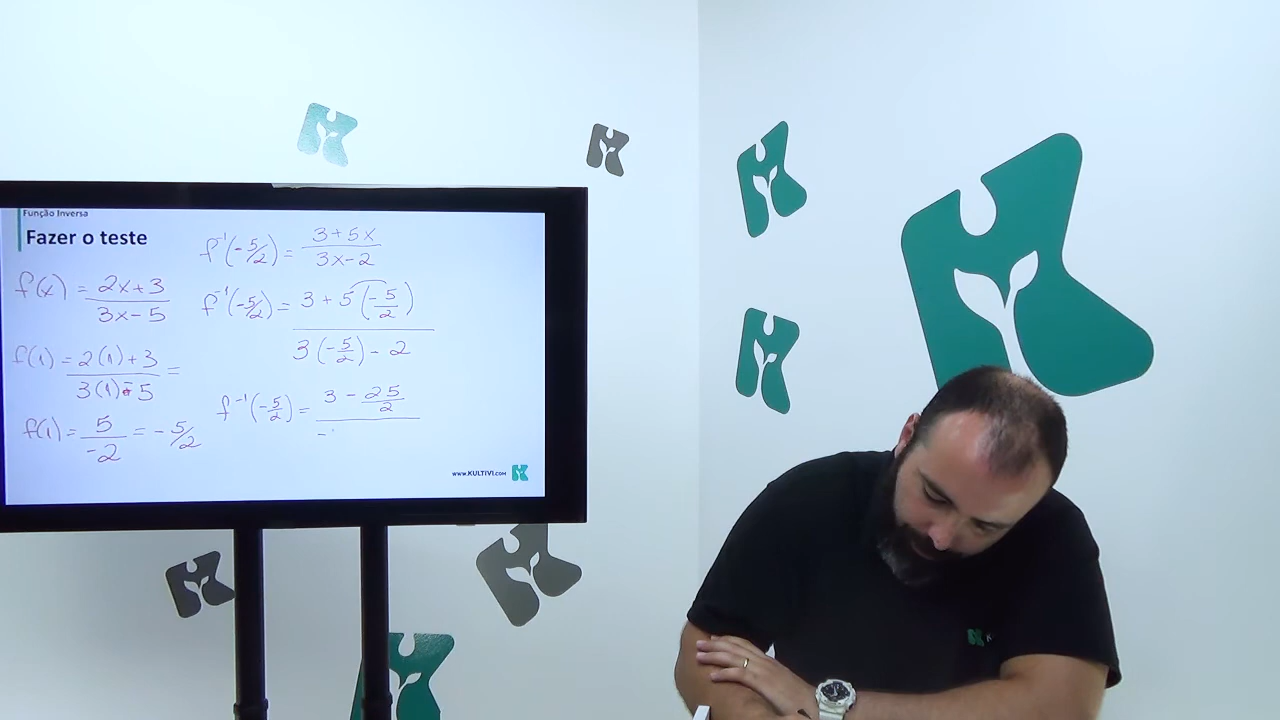 Função Inversa
Fazer o teste
f(x) = 2x+3 / 3x-5
f(1) = 2(1)+3 / 3(1)-5 =
f(1) = 5 / -2 = -5/2
f⁻¹(-5/2) = 3+5x / 3x-2
f⁻¹(-5/2) = 3+5(-5/2) / 3(-5/2)-2
f⁻¹(-5/2) = 3 - 25/2 / -
www.KULTIVI.com